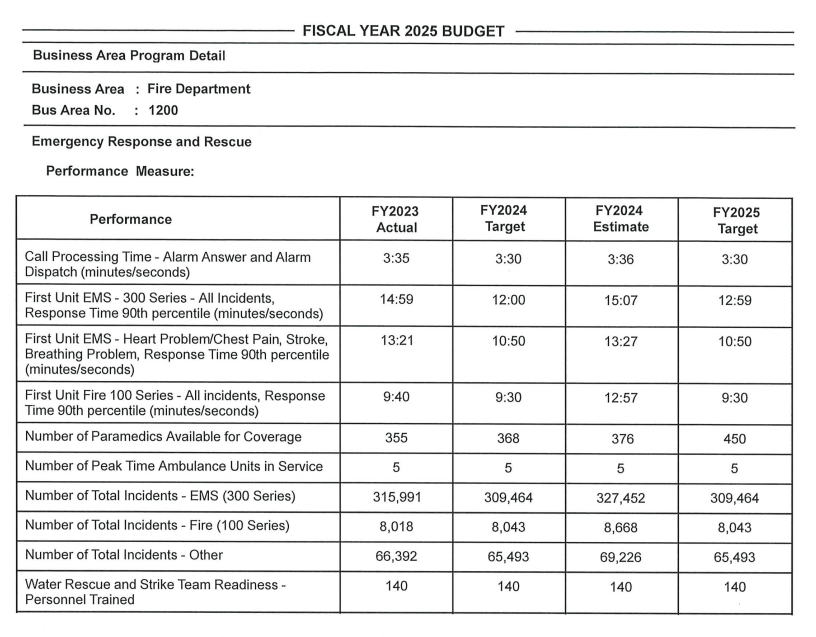 FISCAL YEAR 2025 BUDGET
Business Area Program Detail
Business Area : Fire Department
Bus Area No. : 1200
Emergency Response and Rescue
Performance Measure:
Performance FY2023 Actual FY2024 Target FY2024 Estimate FY2025 Target
Call Processing Time - Alarm Answer and Alarm
Dispatch (minutes/seconds) 3:35 3:30 3:36 3:30
First Unit EMS - 300 Series - All Incidents,
Response Time 90th percentile (minutes/seconds) 14:59 12:00 15:07 12:59
First Unit EMS - Heart Problem/Chest Pain, Stroke,
Breathing Problem, Response Time 90th percentile
(minutes/seconds) 13:21 10:50 13:27 10:50
First Unit Fire 100 Series - All incidents, Response
Time 90th percentile (minutes/seconds) 9:40 9:30 12:57 9:30
Number of Paramedics Available for Coverage 355 368 376 450
Number of Peak Time Ambulance Units in Service 5 5 5 5
Number of Total Incidents - EMS (300 Series) 315,991 309,464 327,452 309,464
Number of Total Incidents - Fire (100 Series) 8,018 8,043 8,668 8,043
Number of Total Incidents - Other 66,392 65,493 69,226 65,493
Water Rescue and Strike Team Readiness -
Personnel Trained 140 140 140 140